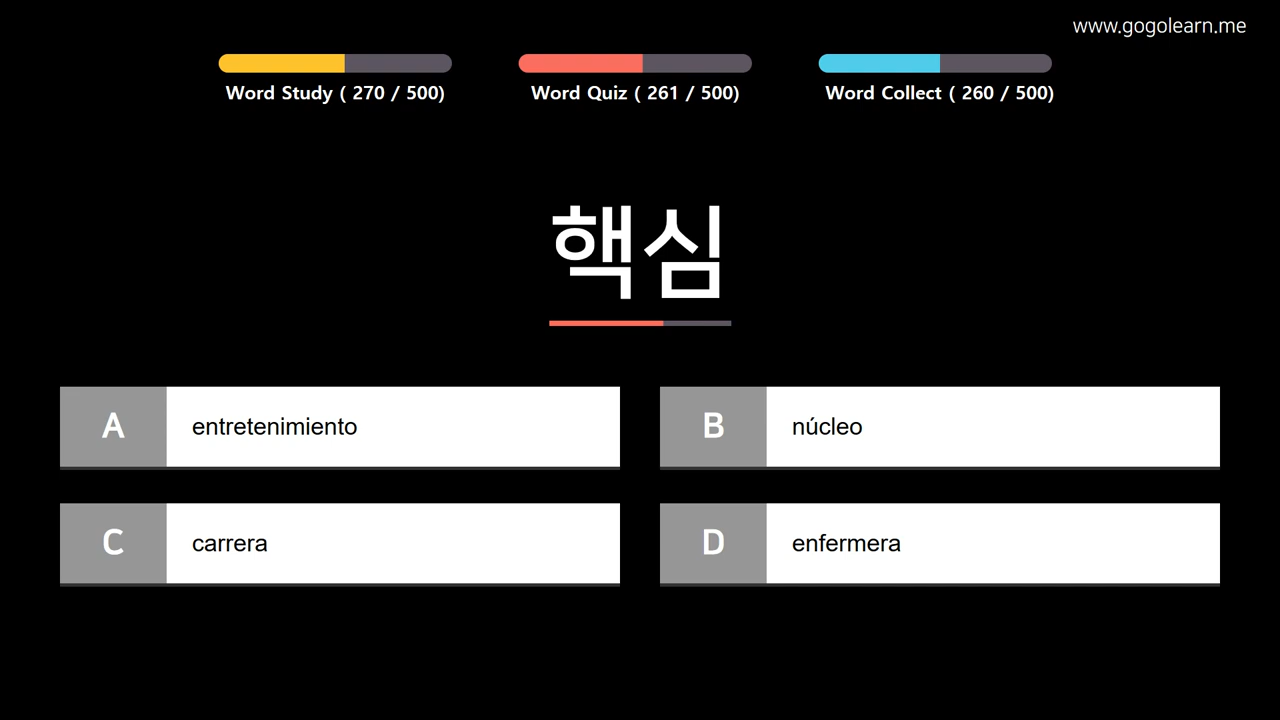 www.gogolearn.me
Word Study ( 270 / 500)
Word Quiz ( 261 / 500)
Word Collect ( 260 / 500)
핵심
A entretenimiento
B núcleo
C carrera
D enfermera